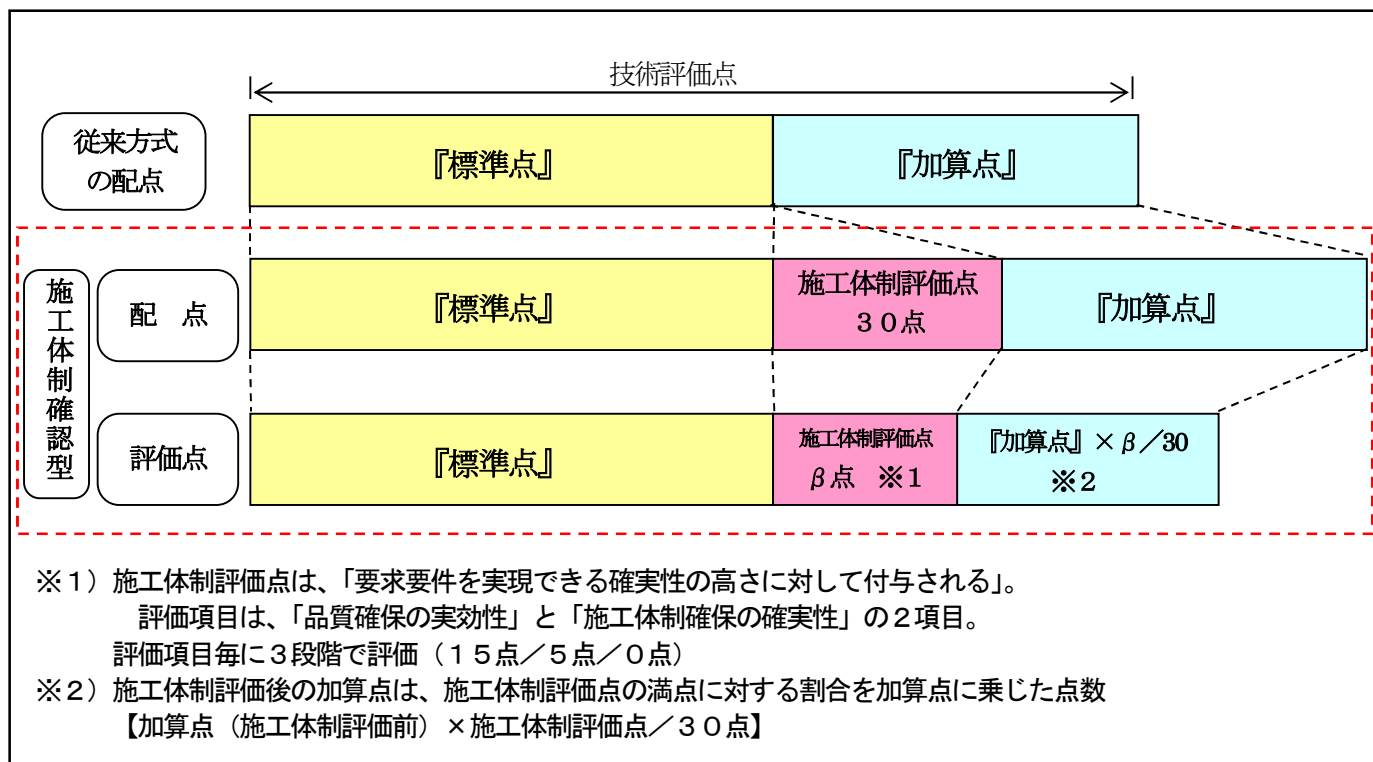 技術評価点
従来方式
の配点
『標準点』
『加算点』
施工体制確認型
配　点
『標準点』
施工体制評価点
３０点
『加算点』
評価点
『標準点』
施工体制評価点
β点　※１
『加算点』×β／30
※２
※１）施工体制評価点は、「要求要件を実現できる確実性の高さに対して付与される」。
評価項目は、「品質確保の実効性」と「施工体制確保の確実性」の２項目。
評価項目毎に３段階で評価（１５点／５点／０点）
※２）施工体制評価後の加算点は、施工体制評価点の満点に対する割合を加算点に乗じた点数
【加算点（施工体制評価前）×施工体制評価点／３０点】